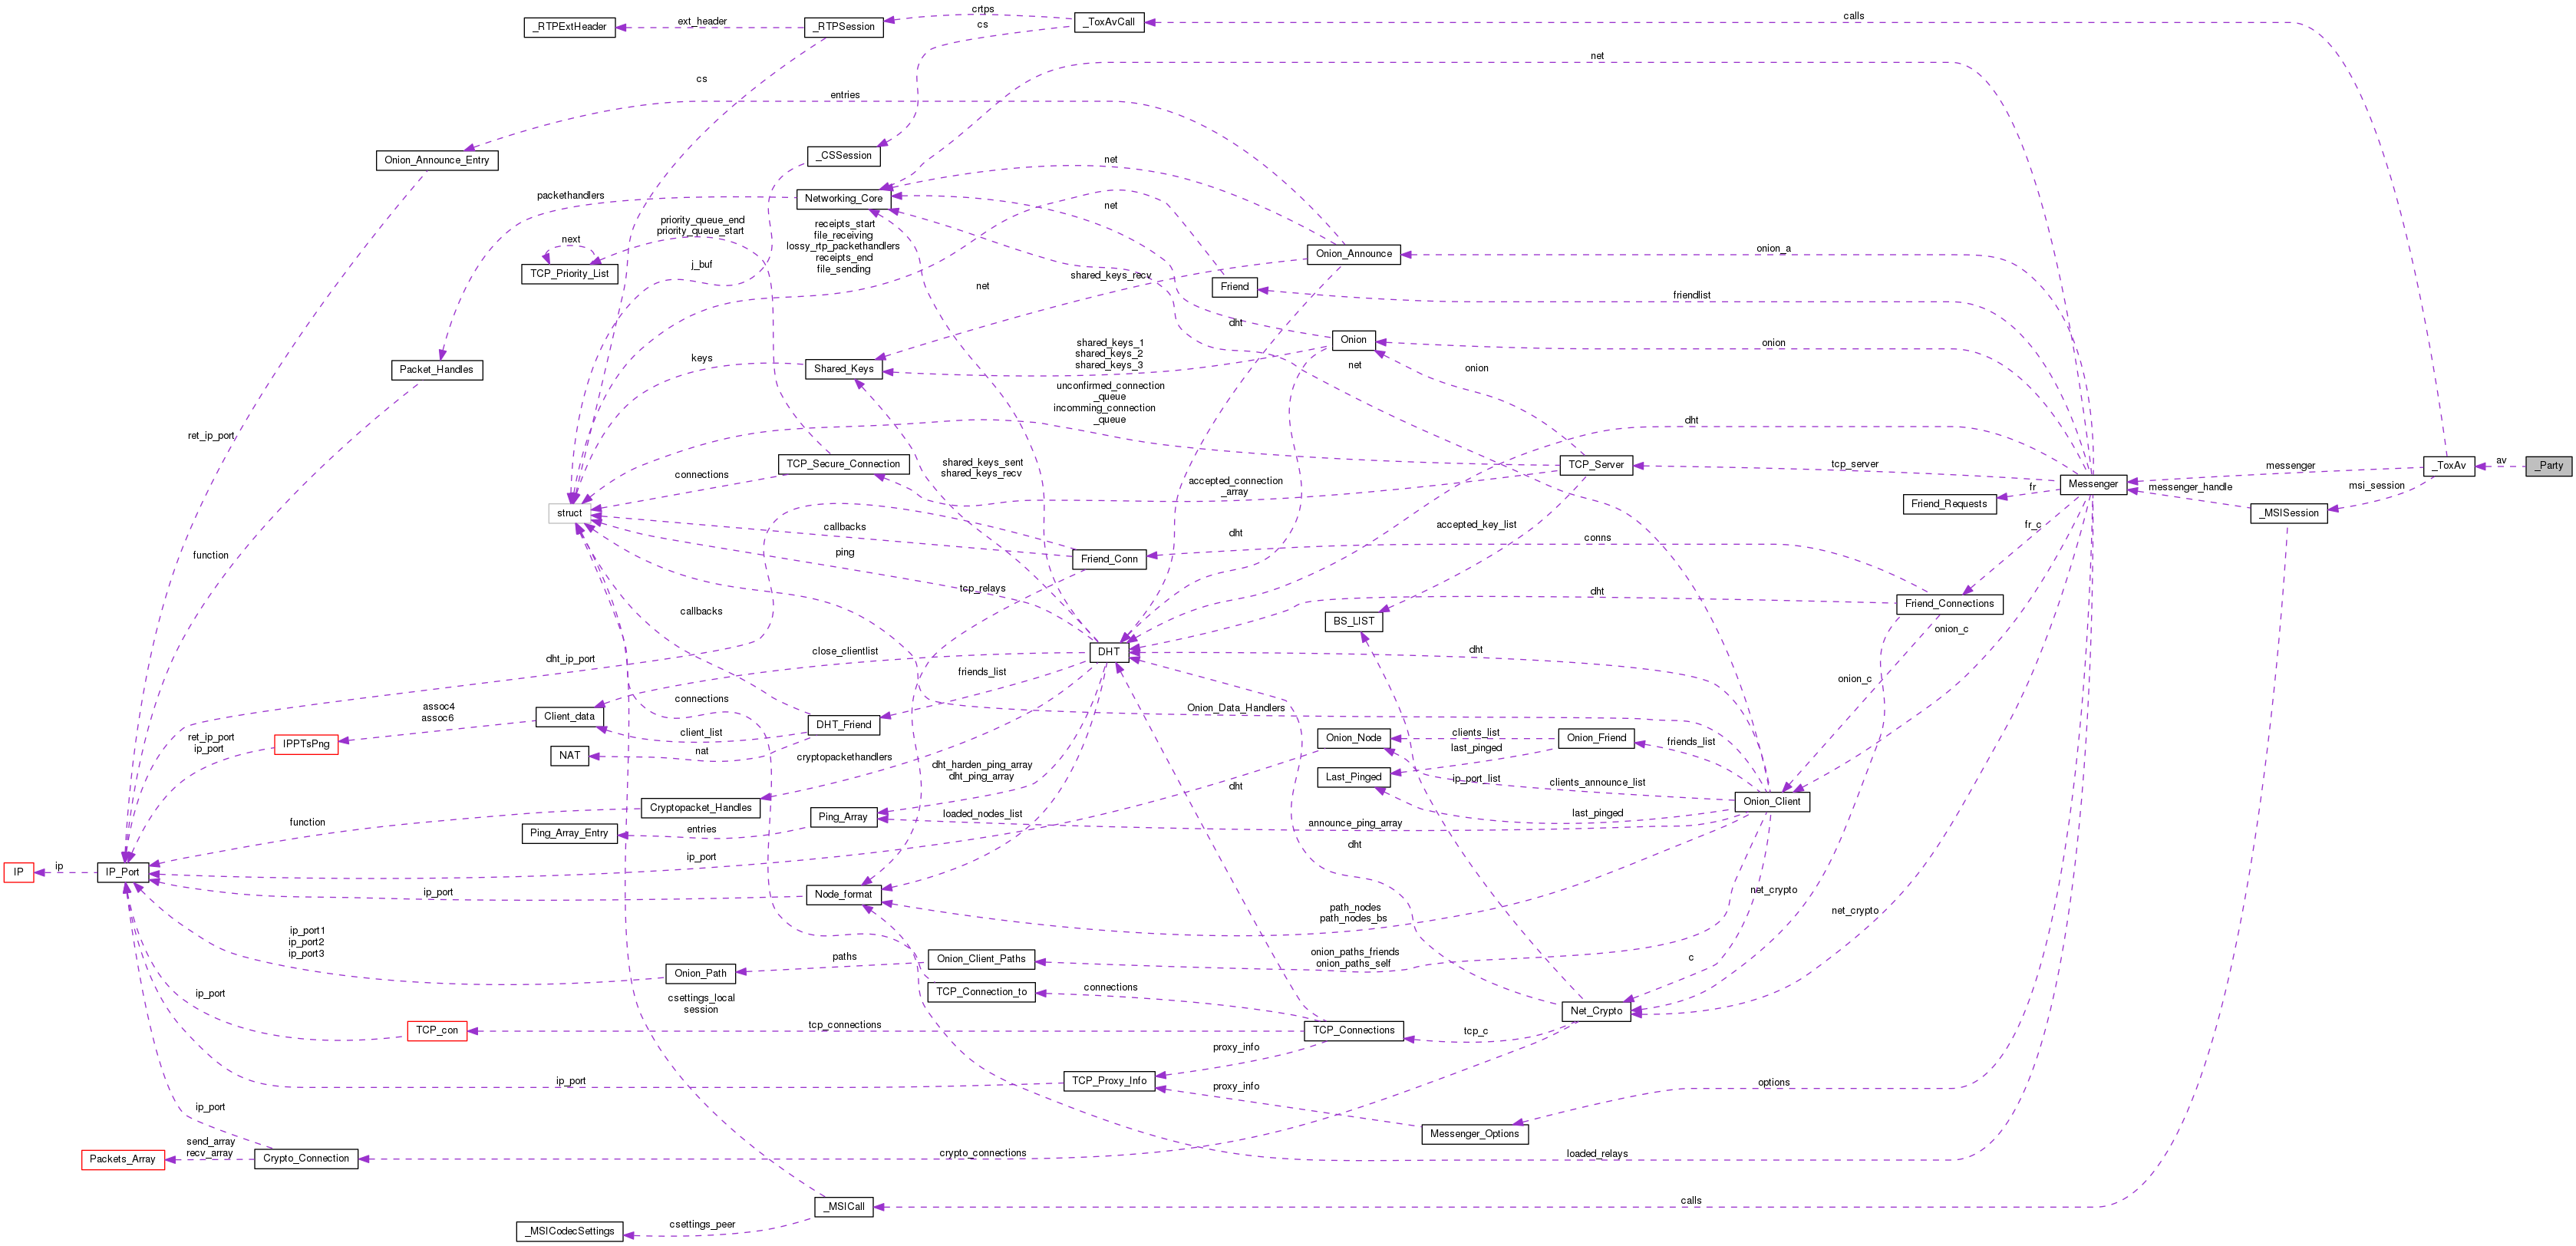 crtps
_ToxAvCall
calls
_RTPExtHeader
ext_header
_RTPSession
cs
net
cs
entries
Onion_Announce_Entry
_CSSession
net
packethandlers
Networking_Core
net
priority_queue_end
priority_queue_start
receipts_start
file_receiving
lossy_rtp_packethandlers
receipts_end
file_sending
next
TCP_Priority_List
j_buf
Onion_Announce
onion_a
shared_keys_recv
net
Friend
friendlist
dht
Onion
onion
shared_keys_1
shared_keys_2
shared_keys_3
keys
Shared_Keys
Packet_Handles
net
onion
unconfirmed_connection
_queue
incomming_connection
_queue
dht
ret_ip_port
TCP_Secure_Connection
connections
shared_keys_sent
shared_keys_recv
TCP_Server
tcp_server
messenger
_ToxAv
av
_Party
accepted_connection
_array
Messenger
fr
messenger_handle
msi_session
Friend_Requests
_MSISession
struct
callbacks
accepted_key_list
fr_c
dht
conns
function
ping
Friend_Conn
tcp_relays
dht
Friend_Connections
callbacks
BS_LIST
onion_c
DHT
close_clientlist
dht
dht_ip_port
friends_list
onion_c
connections
assoc4
assoc6
Client_data
DHT_Friend
Onion_Data_Handlers
client_list
ret_ip_port
ip_port
IPPTsPng
NAT
nat
Onion_Node
clients_list
Onion_Friend
friends_list
last_pinged
cryptopackethandlers
dht_harden_ping_array
dht_ping_array
Last_Pinged
ip_port_list
clients_announce_list
dht
Onion_Client
Cryptopacket_Handles
loaded_nodes_list
last_pinged
function
Ping_Array
announce_ping_array
Ping_Array_Entry
entries
dht
ip_port
IP
ip
IP_Port
ip_port
Node_format
net_crypto
path_nodes
path_nodes_bs
net_crypto
ip_port1
ip_port2
ip_port3
Onion_Path
paths
Onion_Client_Paths
onion_paths_friends
onion_paths_self
c
ip_port
csettings_local
session
TCP_Connection_to
connections
Net_Crypto
TCP_con
tcp_connections
TCP_Connections
tcp_c
proxy_info
ip_port
TCP_Proxy_Info
proxy_info
options
ip_port
Messenger_Options
Packets_Array
send_array
recv_array
Crypto_Connection
crypto_connections
loaded_relays
_MSICall
calls
_MSICodecSettings
csettings_peer